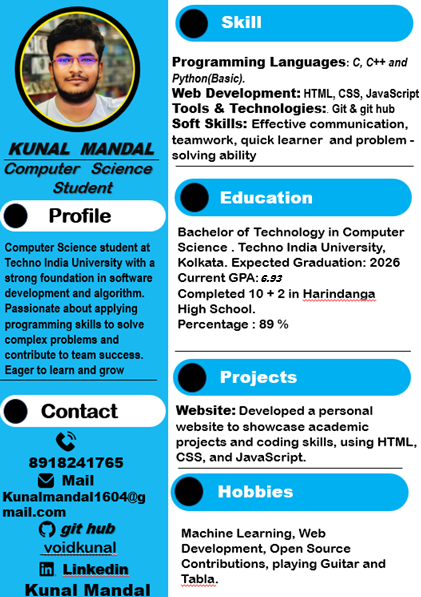 KUNAL MANDAL
Computer Science
Student
Profile
Computer Science student at
Techno India University with a
strong foundation in software
development and algorithm.
Passionate about applying
programming skills to solve
complex problems and
contribute to team success.
Eager to learn and grow
Contact
8918241765
Mail
Kunalmandal1604@g
mail.com
git hub
voidkunal
Linkedin
Kunal Mandal
Skill
Programming Languages: C, C++ and
Python(Basic).
Web Development: HTML, CSS, JavaScript
Tools & Technologies: Git & git hub
Soft Skills: Effective communication,
teamwork, quick learner and problem -
solving ability
Education
Bachelor of Technology in Computer
Science . Techno India University,
Kolkata. Expected Graduation: 2026
Current GPA: 6.93
Completed 10 + 2 in Harindanga
High School.
Percentage : 89 %
Projects
Website: Developed a personal
website to showcase academic
projects and coding skills, using HTML,
CSS, and JavaScript.
Hobbies
Machine Learning, Web
Development, Open Source
Contributions, playing Guitar and
Tabla.